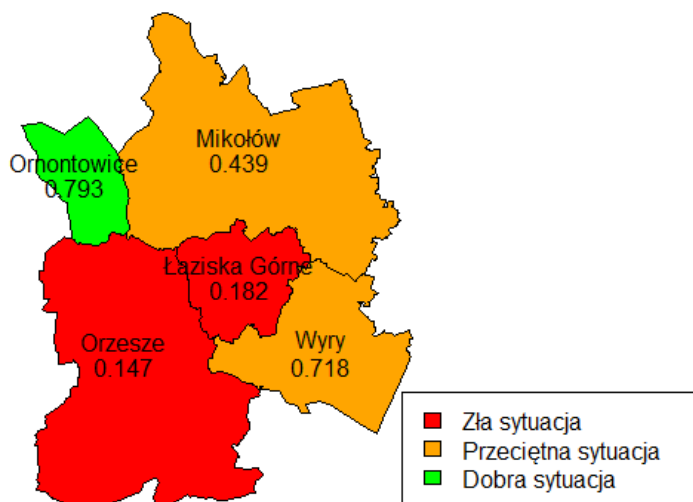 Mikołów
0.439
Ornontowice
0.793
Łaziska Górne
0.182
Orzesze
0.147
Wyry
0.718
Zła sytuacja
Przeciętna sytuacja
Dobra sytuacja